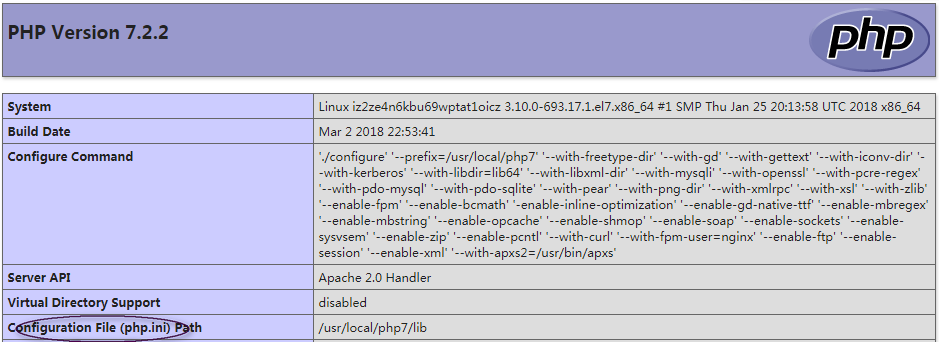 PHP Version 7.2.2
php
System Linux iz2ze4n6kbu69wptat1oicz 3.10.0-693.17.1.el7.x86_64 #1 SMP Thu Jan 25 20:13:58 UTC 2018 x86_64
Build Date Mar 2 2018 22:53:41
Configure Command './configure' '--prefix=/usr/local/php7' '--with-freetype-dir' '--with-gd' '--with-gettext' '--with-iconv-dir' '-
-with-kerberos' '--with-libdir=lib64' '--with-libxml-dir' '--with-mysqli' '--with-openssl' '--with-pcre-regex'
'--with-pdo-mysql' '--with-pdo-sqlite' '--with-pear' '--with-png-dir' '--with-xmlrpc' '--with-xsl' '--with-zlib'
'--enable-fpm' '--enable-bcmath' '-enable-inline-optimization' '--enable-gd-native-ttf' '--enable-mbregex'
'--enable-mbstring' '--enable-opcache' '--enable-shmop' '--enable-soap' '--enable-sockets' '--enable-
sysvsem' '--enable-zip' '--enable-pcntl' '--with-curl' '--with-fpm-user=nginx' '--enable-ftp' '--enable-
session' '--enable-xml' '--with-apxs2=/usr/bin/apxs'
Server API Apache 2.0 Handler
Virtual Directory Support disabled
Configuration File (php.ini) Path /usr/local/php7/lib